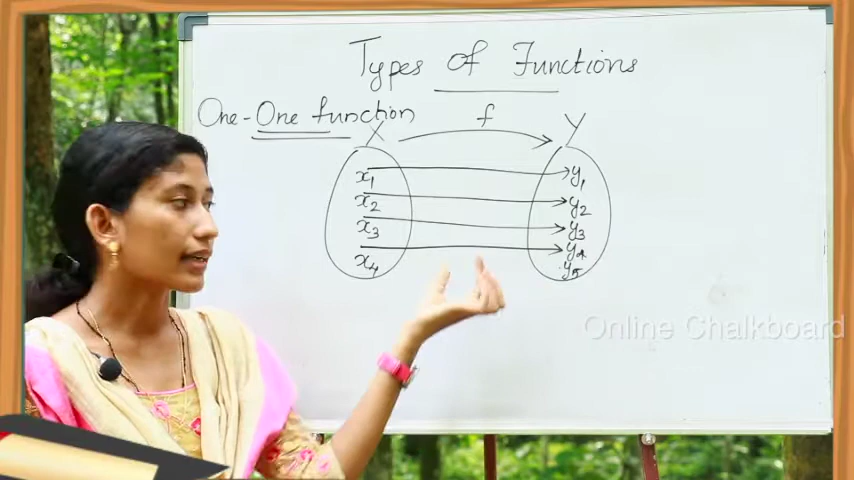 Types of Functions
One-One function
X f Y
x1 y1
x2 y2
x3 y3
x4 y4
y5
Online Chalkboard